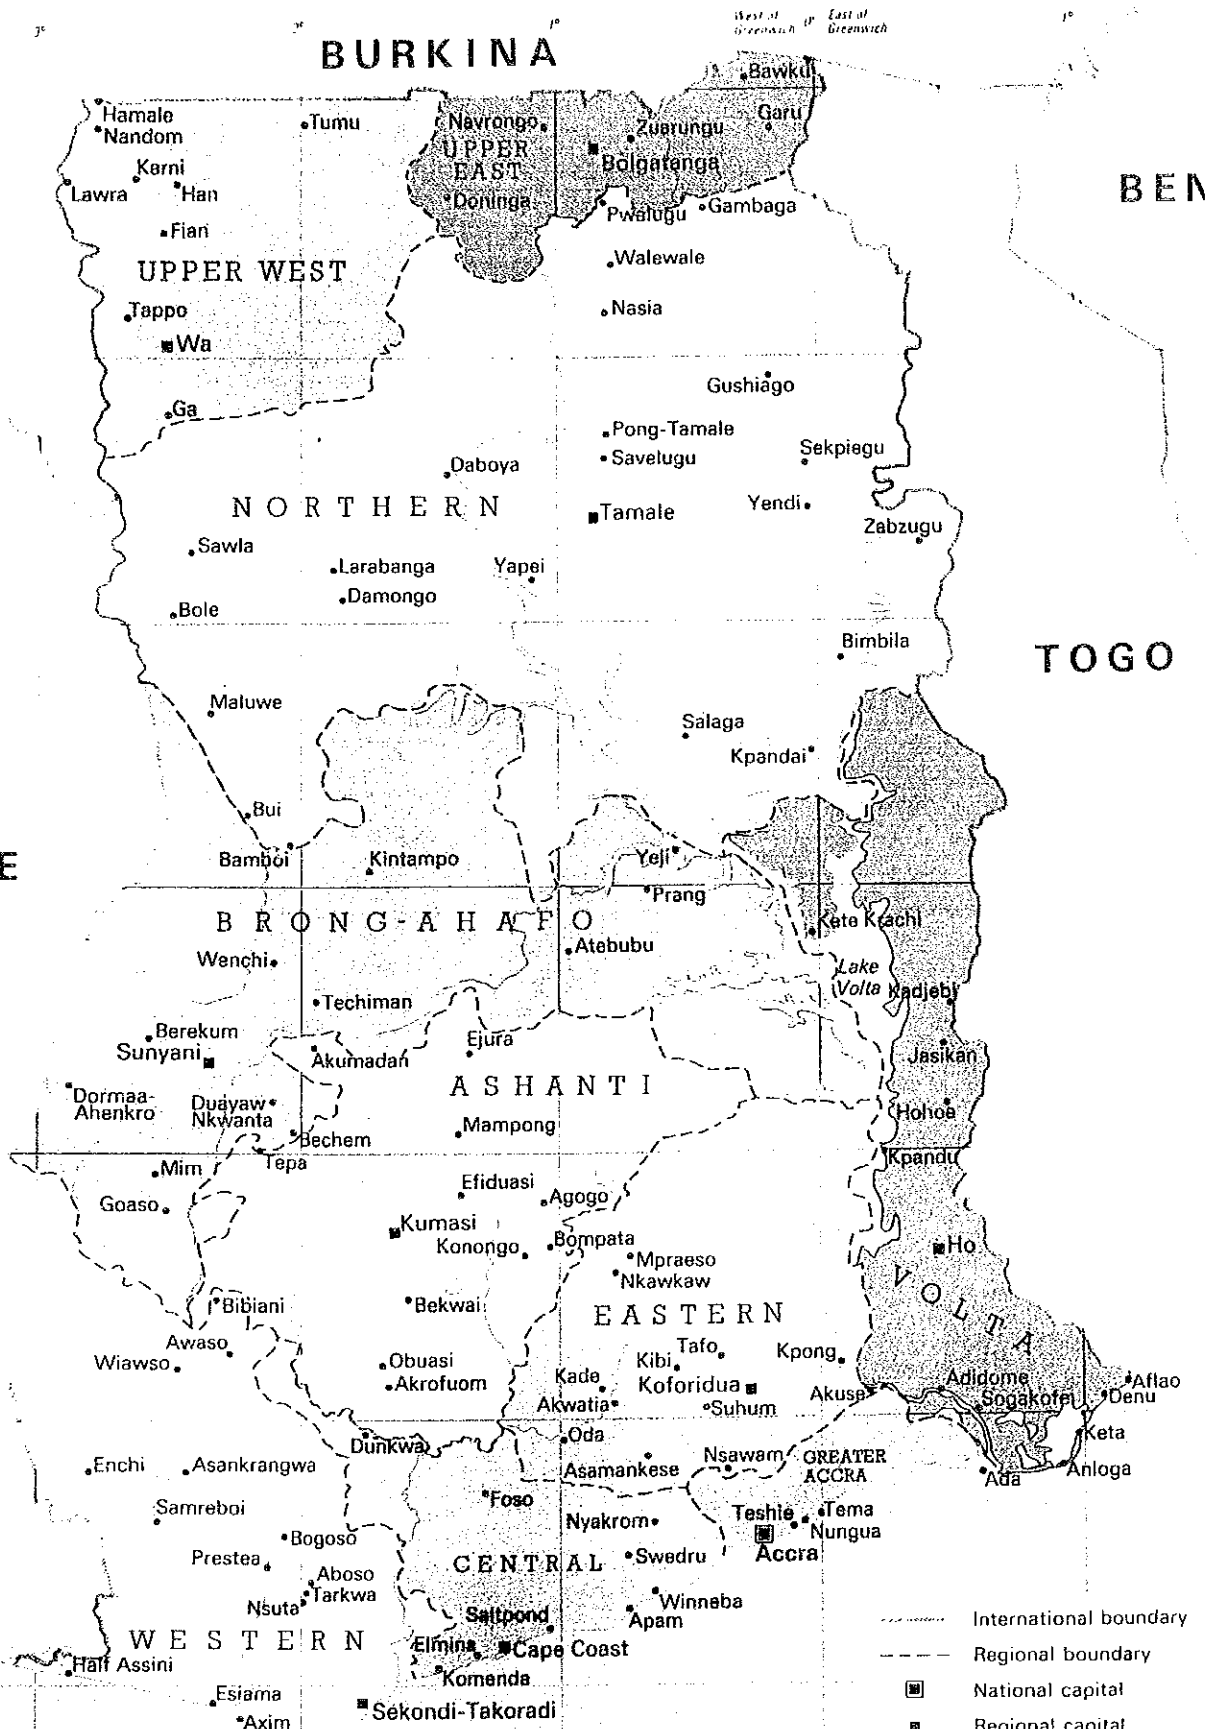 3°
1°
West of
Greenwich
0°
East of
Greenwich
1°
BURKINA
Bawku
Hamale
Nandom
Tumu
Navrongo
Zuarungu
Garu
UPPER
EAST
Bolgatanga
Karni
Lawra
Han
Doninga
Pwalugu
Gambaga
BEN
Fian
Walewale
UPPER WEST
Nasia
Tappo
Wa
Gushiago
Ga
Pong-Tamale
Savelugu
Sekpiegu
Daboya
NORTHERN
Tamale
Yendi
Zabzugu
Sawla
Larabanga
Yapei
Damongo
Bole
Bimbila
TOGO
Maluwe
Salaga
Kpandai
Bui
Bamboi
Kintampo
Yeji
E
Prang
BRONG-AHAFO
Kete Krachi
Atebubu
Wenchi
Lake
Volta
Kadjebi
Techiman
Berekum
Sunyani
Akumadan
Ejura
Jasikan
ASHANTI
Dormaa-
Ahenkro
Duayaw
Nkwanta
Hohoe
Mampong
Bechem
Tepa
Kpandu
Mim
Efiduasi
Goaso
Agogo
Kumasi
Konongo
Bompata
Mpraeso
Nkawkaw
Ho
VOLTA
Bibiani
Bekwai
EASTERN
Awaso
Wiawso
Obuasi
Akrofuom
Tafo
Kibi
Kpong
Kade
Koforidua
Akuse
Adidome
Aflao
Akwatia
Suhum
Sogakofei
Denu
Dunkwa
Oda
Keta
Enchi
Asankrangwa
Asamankese
Nsawam
GREATER
ACCRA
Ada
Anloga
Foso
Samreboi
Nyakrom
Teshie
Tema
Nungua
Accra
Bogoso
Prestea
CENTRAL
Swedru
Aboso
Tarkwa
Nsuta
Winneba
Apam
Saltpond
WESTERN
Elmina
Cape Coast
Half Assini
Komenda
Esiama
Axim
Sekondi-Takoradi
International boundary
Regional boundary
National capital
Regional capital